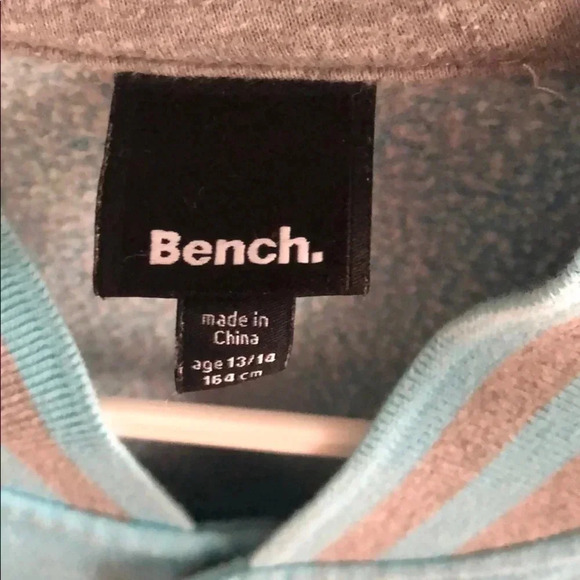 Bench.
made in
China
age 13/14
164 cm